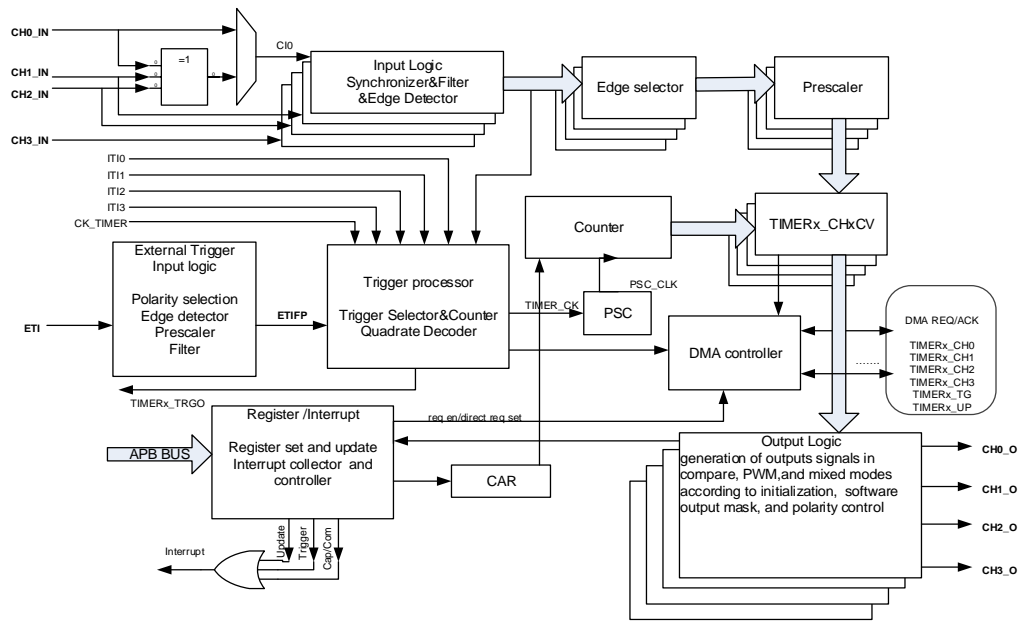 CH0_IN
CH1_IN
CH2_IN
CH3_IN
=1
CI0
Input Logic
Synchronizer&Filter
&Edge Detector
Edge selector
Prescaler
ITI0
ITI1
ITI2
ITI3
CK_TIMER
TIMERx_CHxCV
Counter
External Trigger
Input logic
Polarity selection
Edge detector
Prescaler
Filter
ETI
ETIFP
Trigger processor
Trigger Selector&Counter
Quadrate Decoder
TIMER_CK
PSC_CLK
PSC
DMA controller
DMA REQ/ACK
TIMERx_CH0
TIMERx_CH1
TIMERx_CH2
TIMERx_CH3
TIMERx_TG
TIMERx_UP
........
TIMERx_TRGO
Register /Interrupt
Register set and update
Interrupt collector and
controller
APB BUS
req en/direct req set
CAR
Output Logic
generation of outputs signals in
compare, PWM,and mixed modes
according to initialization, software
output mask, and polarity control
CH0_O
CH1_O
CH2_O
CH3_O
Update
Trigger
Cap/Com
Interrupt